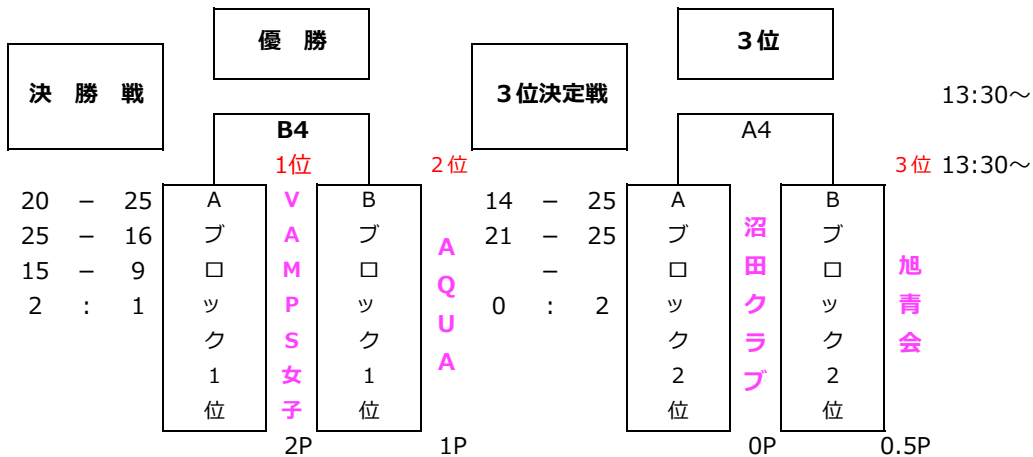 優 勝
3位
決 勝 戦
3位決定戦
13:30～
B4
A4
1位
2位
3位 13:30～
20 － 25
25 － 16
15 － 9
2 : 1
Aブロック1位
VAMPS女子
Bブロック1位
AQUA
14 － 25
21 － 25
－
0 : 2
Aブロック2位
沼田クラブ
Bブロック2位
旭青会
2P
1P
0P
0.5P